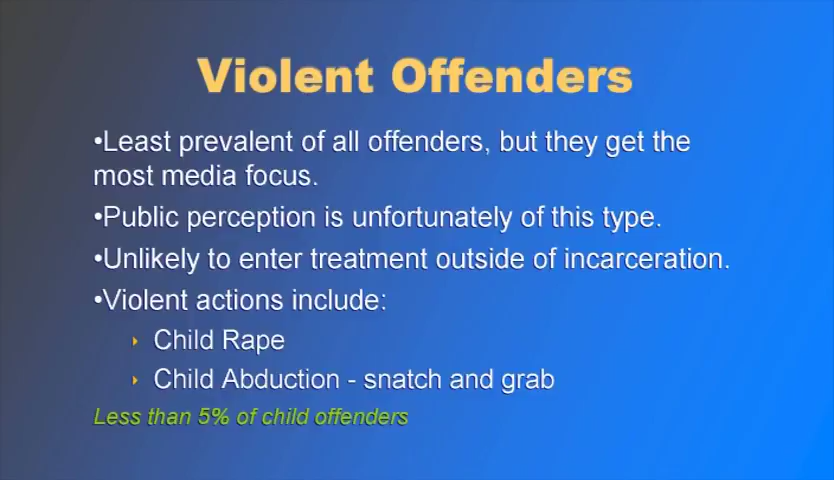 Violent Offenders
•Least prevalent of all offenders, but they get the
most media focus.
•Public perception is unfortunately of this type.
•Unlikely to enter treatment outside of incarceration.
•Violent actions include:
‣ Child Rape
‣ Child Abduction - snatch and grab
Less than 5% of child offenders